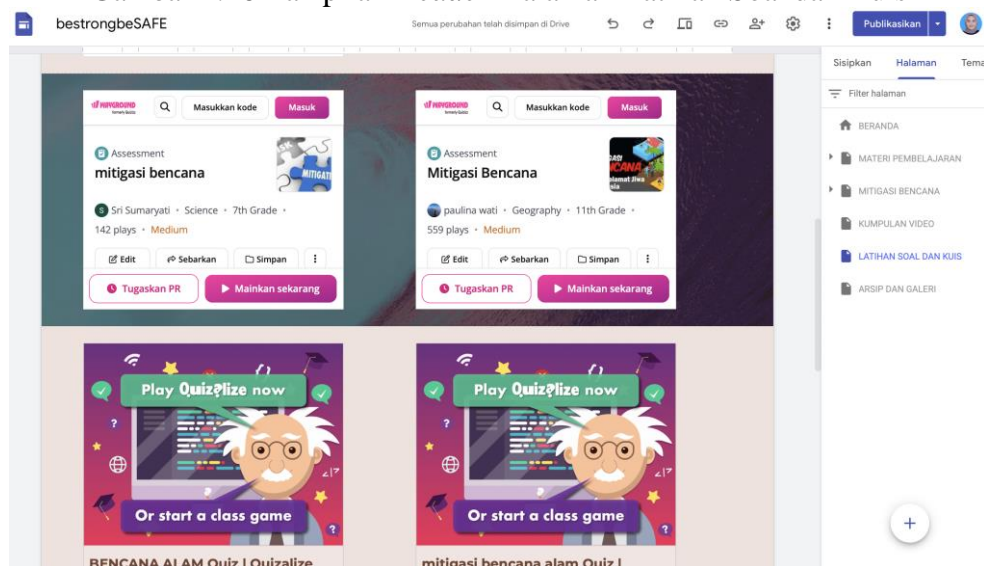 bestrongbeSAFE
Semua perubahan telah disimpan di Drive
Publikasikan
Sisipkan Halaman Tema
Filter halaman
BERANDA
MATERI PEMBELAJARAN
MITIGASI BENCANA
KUMPULAN VIDEO
LATIHAN SOAL DAN KUIS
ARSIP DAN GALERI
Masukkan kode
Masuk
Assessment
mitigasi bencana
Sri Sumaryati • Science • 7th Grade •
142 plays • Medium
Edit Sebarkan Simpan
Tugaskan PR
Mainkan sekarang
Masukkan kode
Masuk
Assessment
Mitigasi Bencana
paulina wati • Geography • 11th Grade •
559 plays • Medium
Edit Sebarkan Simpan
Tugaskan PR
Mainkan sekarang
Play Quizalize now
Or start a class game
BENCANA ALAM Quiz | Quizalize
Play Quizalize now
Or start a class game
mitigasi bencana alam Quiz |